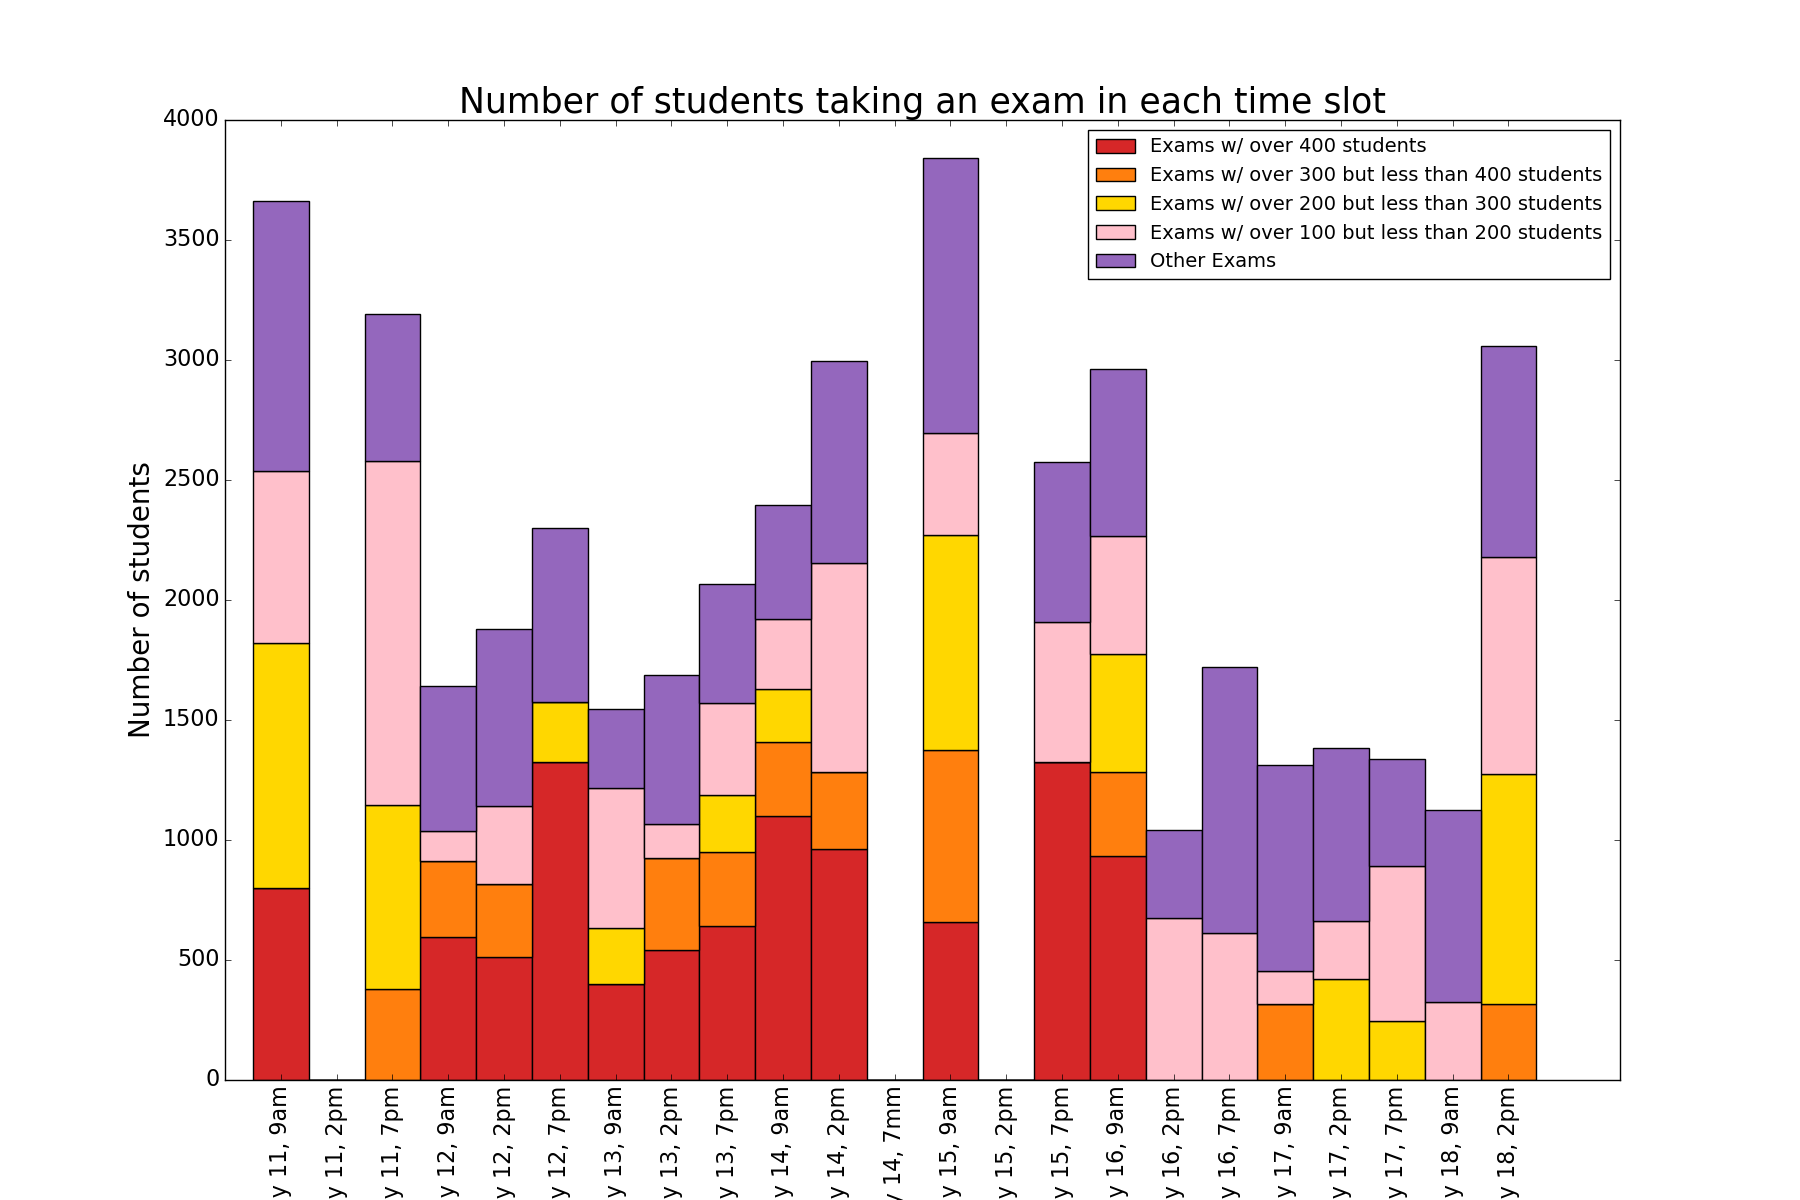 Number of students taking an exam in each time slot
Number of students
4000
3500
3000
2500
2000
1500
1000
500
0
Exams w/ over 400 students
Exams w/ over 300 but less than 400 students
Exams w/ over 200 but less than 300 students
Exams w/ over 100 but less than 200 students
Other Exams
y 11, 9am
y 11, 2pm
y 11, 7pm
y 12, 9am
y 12, 2pm
y 12, 7pm
y 13, 9am
y 13, 2pm
y 13, 7pm
y 14, 9am
y 14, 2pm
y 14, 7mm
y 15, 9am
y 15, 2pm
y 15, 7pm
y 16, 9am
y 16, 2pm
y 16, 7pm
y 17, 9am
y 17, 2pm
y 17, 7pm
y 18, 9am
y 18, 2pm